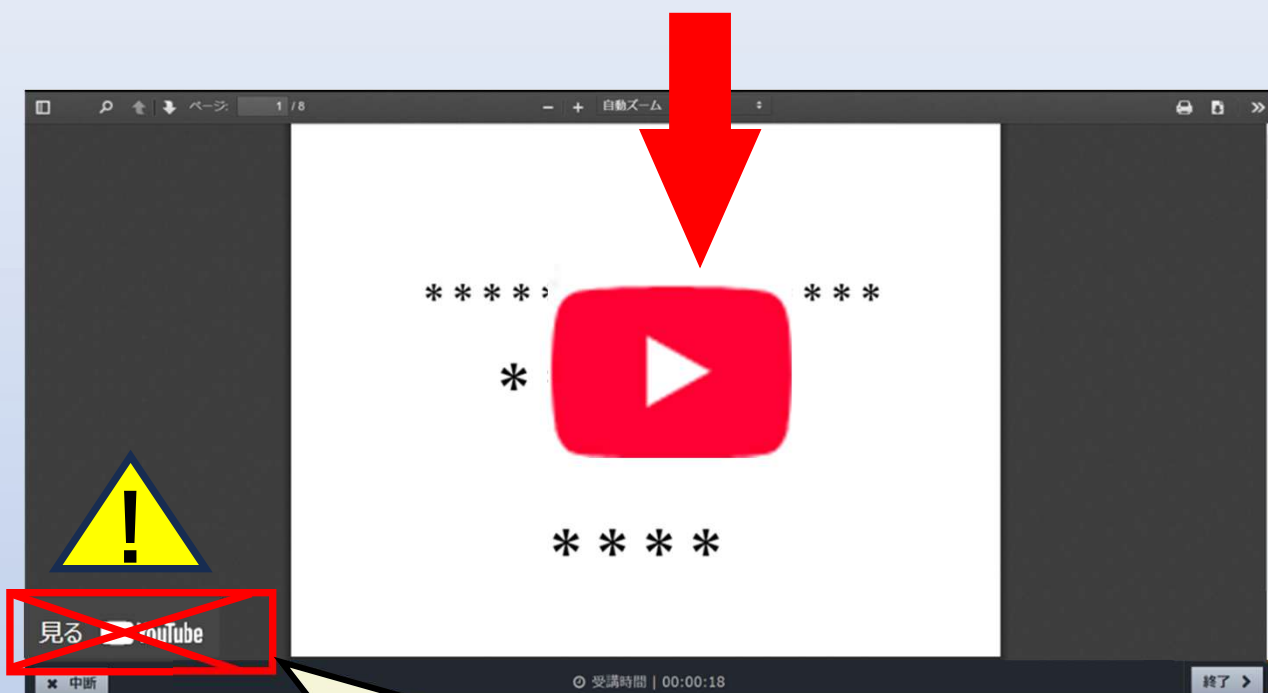 ページ: 1 / 8
自動ズーム
*****
***
*
****
!
見る YouTube
× 中断
受講時間 | 00:00:18
終了 >